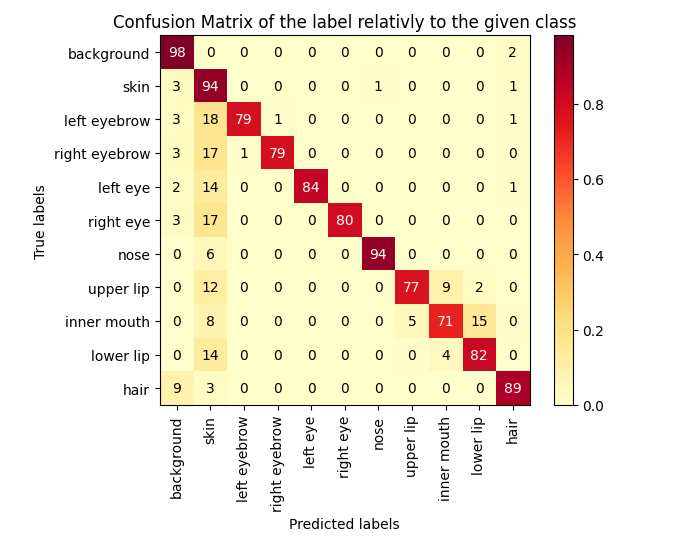 Confusion Matrix of the label relativly to the given class
background 98 0 0 0 0 0 0 0 0 0 2
skin 3 94 0 0 0 0 1 0 0 0 1
left eyebrow 3 18 79 1 0 0 0 0 0 0 1
right eyebrow 3 17 1 79 0 0 0 0 0 0 0
left eye 2 14 0 0 84 0 0 0 0 0 1
right eye 3 17 0 0 0 80 0 0 0 0 0
nose 0 6 0 0 0 0 94 0 0 0 0
upper lip 0 12 0 0 0 0 0 77 9 2 0
inner mouth 0 8 0 0 0 0 0 5 71 15 0
lower lip 0 14 0 0 0 0 0 0 4 82 0
hair 9 3 0 0 0 0 0 0 0 0 89
True labels
background
skin
left eyebrow
right eyebrow
left eye
right eye
nose
upper lip
inner mouth
lower lip
hair
Predicted labels
0.8
0.6
0.4
0.2
0.0